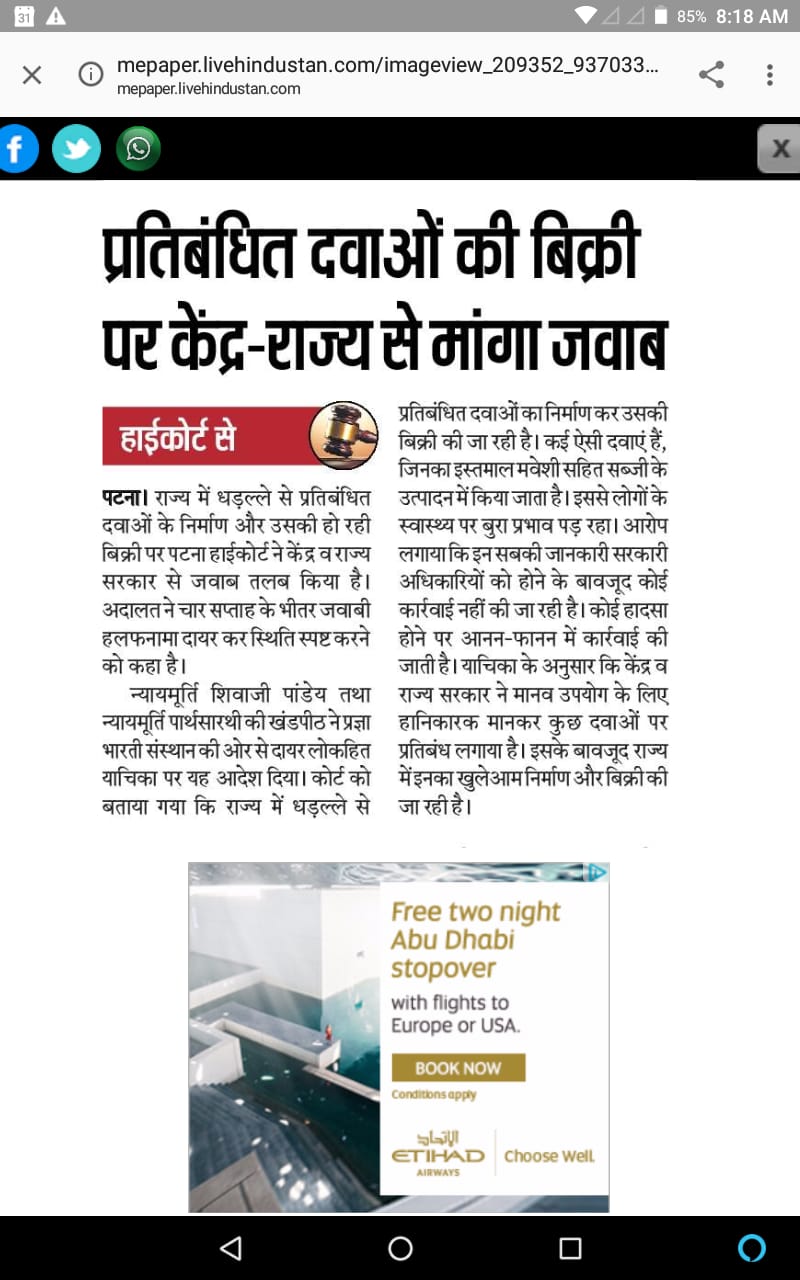 31
85% 8:18 AM
mepaper.livehindustan.com/imageview_209352_937033...
mepaper.livehindustan.com
X
प्रतिबंधित दवाओं की बिक्री
पर केंद्र-राज्य से मांगा जवाब
हाईकोर्ट से
पटना। राज्य में धड़ल्ले से प्रतिबंधित
दवाओं के निर्माण और उसकी हो रही
बिक्री पर पटना हाईकोर्ट ने केंद्र व राज्य
सरकार से जवाब तलब किया है।
अदालत ने चार सप्ताह के भीतर जवाबी
हलफनामा दायर कर स्थिति स्पष्ट करने
को कहा है।
न्यायमूर्ति शिवाजी पांडेय तथा
न्यायमूर्ति पार्थसारथी की खंडपीठ ने प्रज्ञा
भारती संस्थान की ओर से दायर लोकहित
याचिका पर यह आदेश दिया। कोर्ट को
बताया गया कि राज्य में धड़ल्ले से
प्रतिबंधित दवाओं का निर्माण कर उसकी
बिक्री की जा रही है। कई ऐसी दवाएं हैं,
जिनका इस्तमाल मवेशी सहित सब्जी के
उत्पादन में किया जाता है। इससे लोगों के
स्वास्थ्य पर बुरा प्रभाव पड़ रहा। आरोप
लगाया कि इन सबकी जानकारी सरकारी
अधिकारियों को होने के बावजूद कोई
कार्रवाई नहीं की जा रही है। कोई हादसा
होने पर आनन-फानन में कार्रवाई की
जाती है। याचिका के अनुसार कि केंद्र व
राज्य सरकार ने मानव उपयोग के लिए
हानिकारक मानकर कुछ दवाओं पर
प्रतिबंध लगाया है। इसके बावजूद राज्य
में इनका खुलेआम निर्माण और बिक्री की
जा रही है।
Free two night
Abu Dhabi
stopover
with flights to
Europe or USA.
BOOK NOW
Conditions apply
الإتحاد
ETIHAD
AIRWAYS
Choose Well.